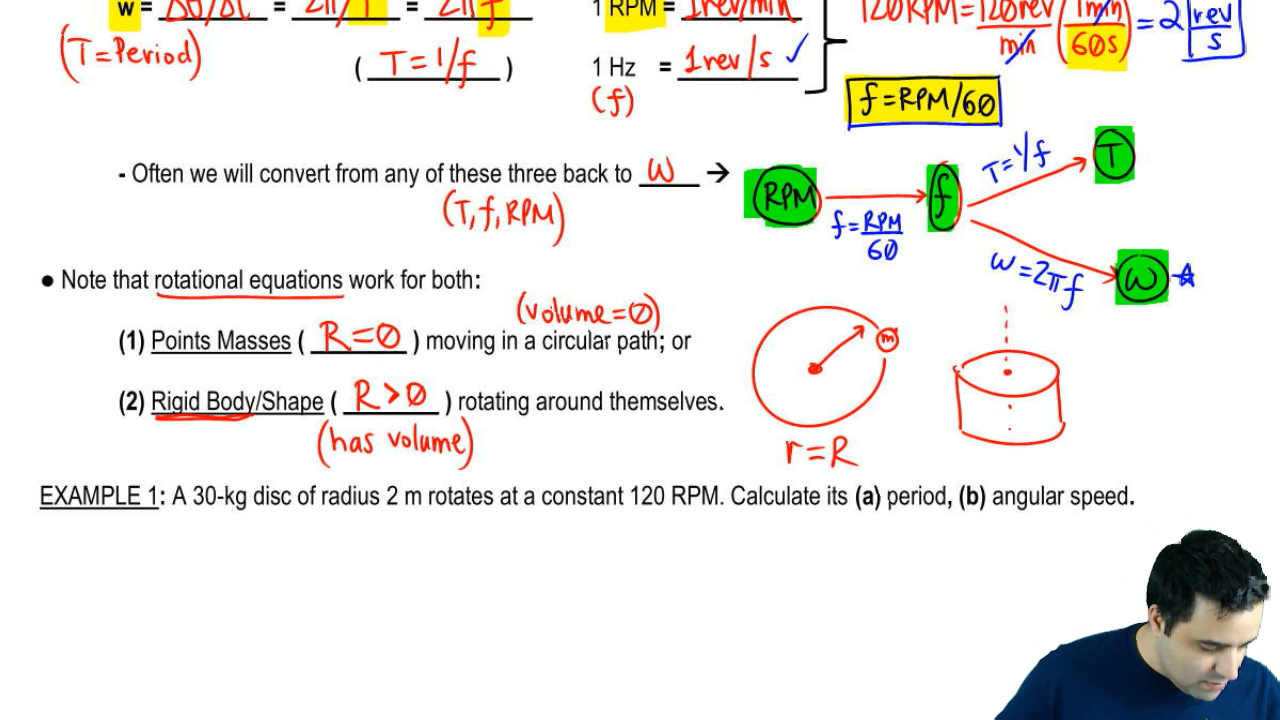 w = Δθ/Δt = 2π/T = 2πf
1 RPM = 1rev/min
120RPM = 120rev/min (1min/60s) = 2 rev/s
(T=Period)
( T=1/f )
1 Hz = 1rev/s ✓
(f)
f=RPM/60
- Often we will convert from any of these three back to W →
(T, f, RPM)
RPM f T
f=RPM/60
T=1/f
ω=2πf
ω
● Note that rotational equations work for both:
(volume=0)
(1) Points Masses ( R=0 ) moving in a circular path; or
m
(2) Rigid Body/Shape ( R>0 ) rotating around themselves.
(has volume)
r=R
EXAMPLE 1: A 30-kg disc of radius 2 m rotates at a constant 120 RPM. Calculate its (a) period, (b) angular speed.